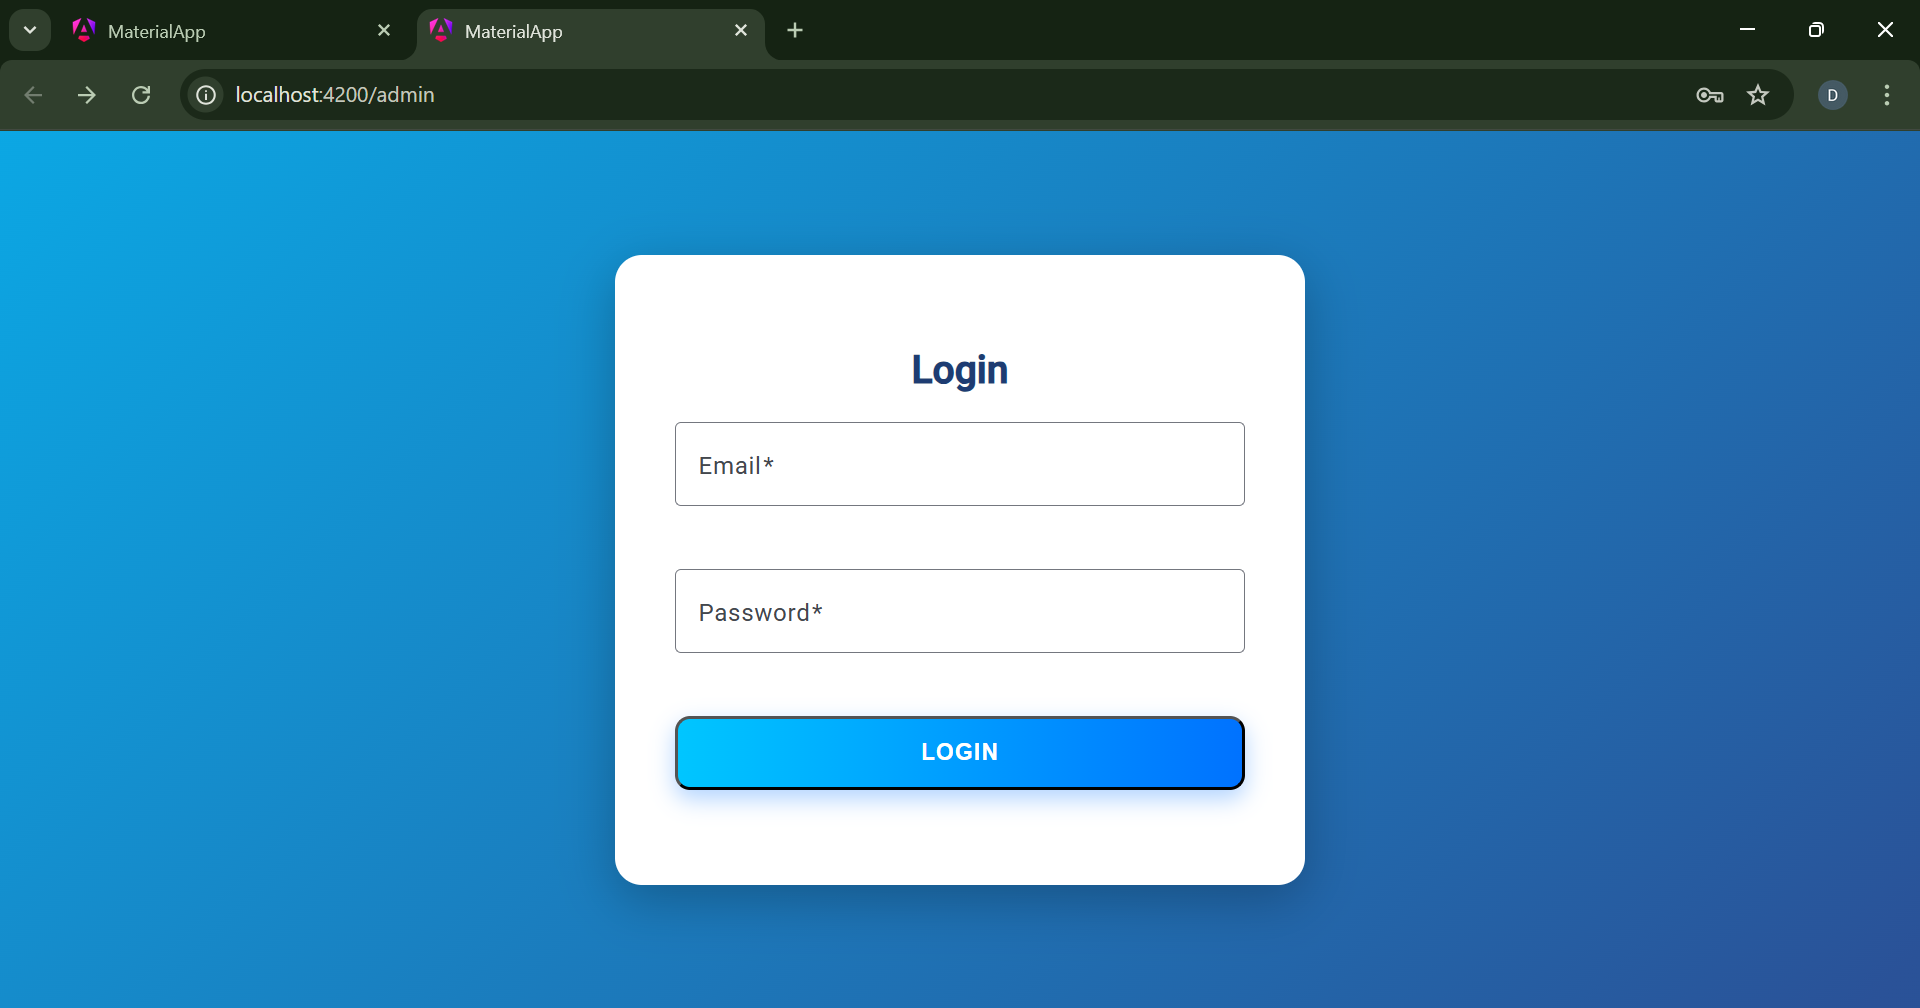 MaterialApp
MaterialApp
localhost:4200/admin
D
Login
Email*
Password*
LOGIN